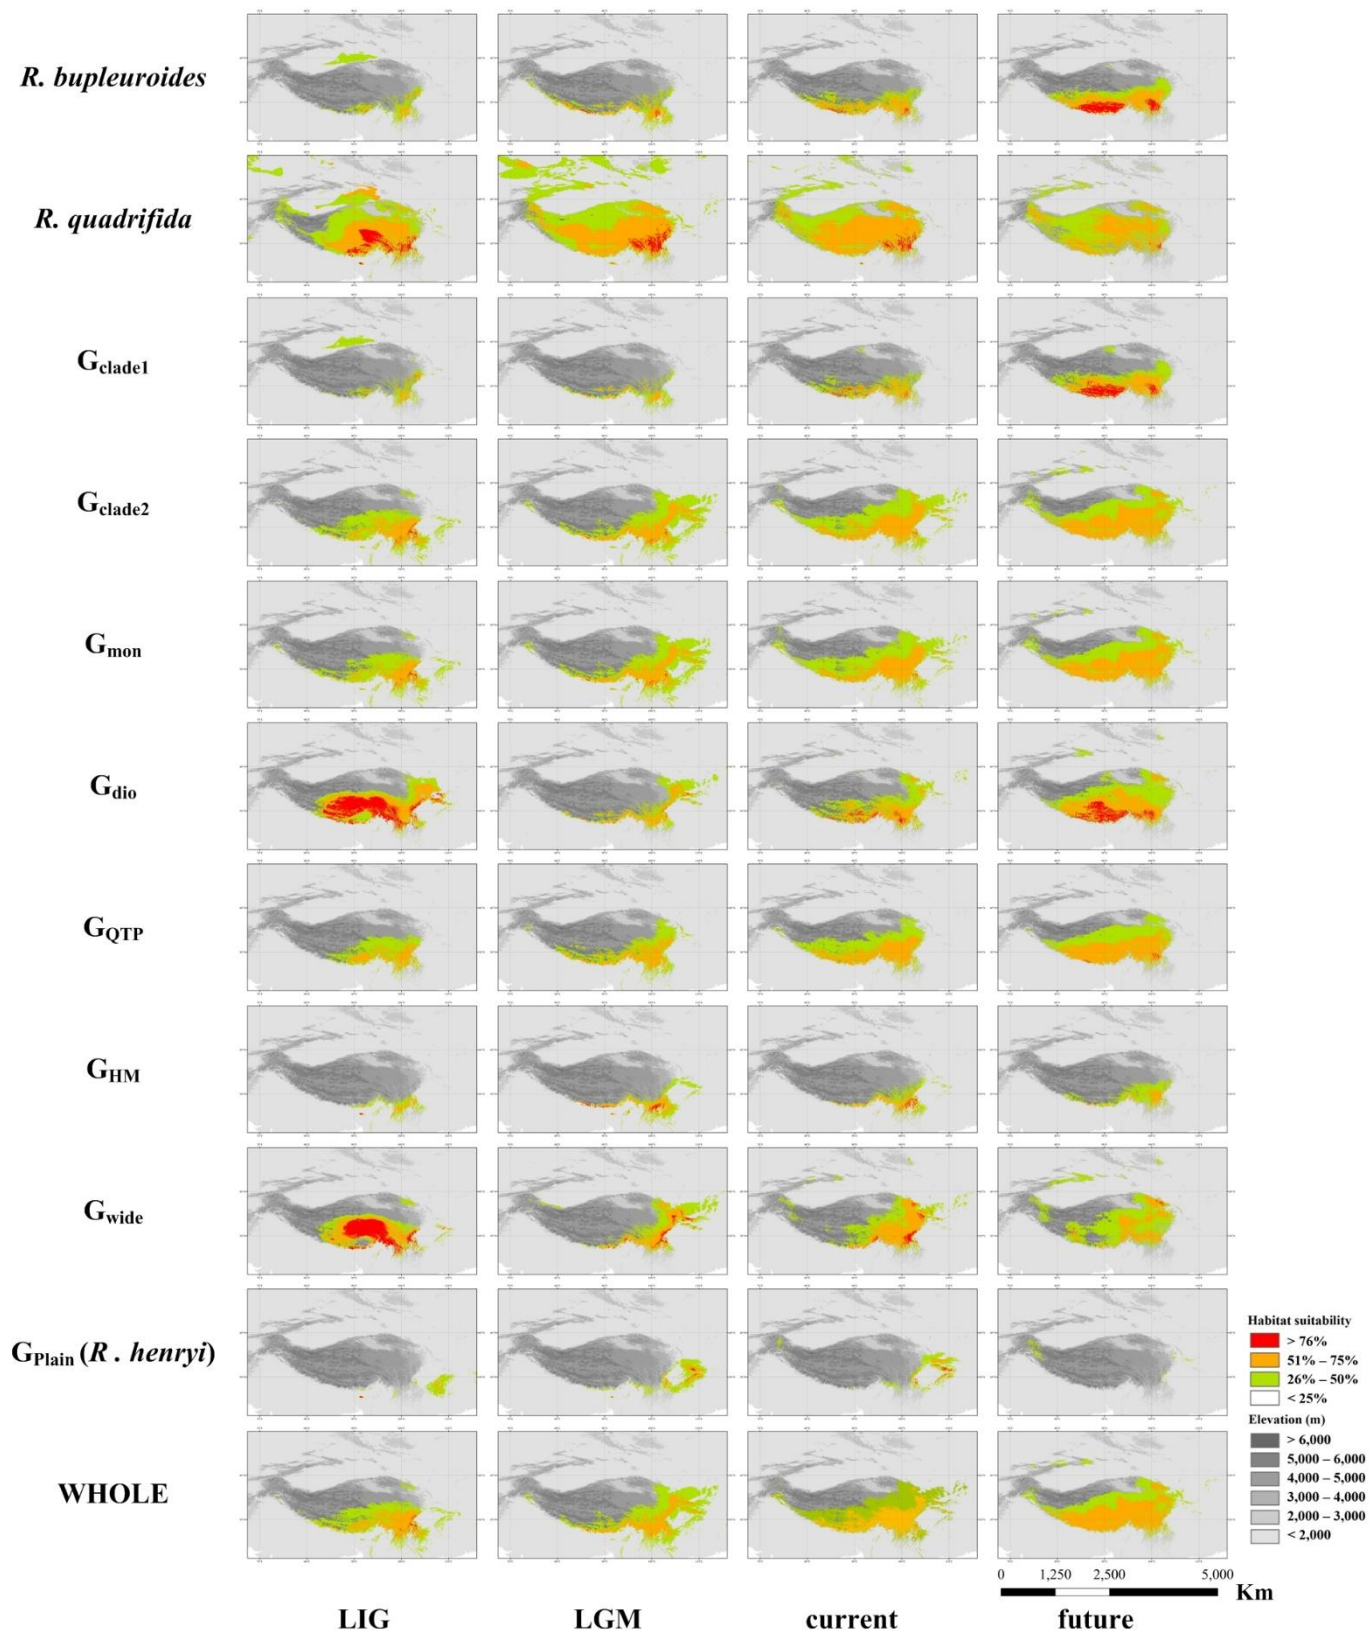 R. bupleuroides
R. quadrifida
Gclade1
Gclade2
Gmon
Gdio
GQTP
GHM
Gwide
GPlain (R. henryi)
WHOLE
Habitat suitability
> 76%
51% – 75%
26% – 50%
< 25%
Elevation (m)
> 6,000
5,000 – 6,000
4,000 – 5,000
3,000 – 4,000
2,000 – 3,000
< 2,000
0 1,250 2,500 5,000
Km
LIG LGM current future